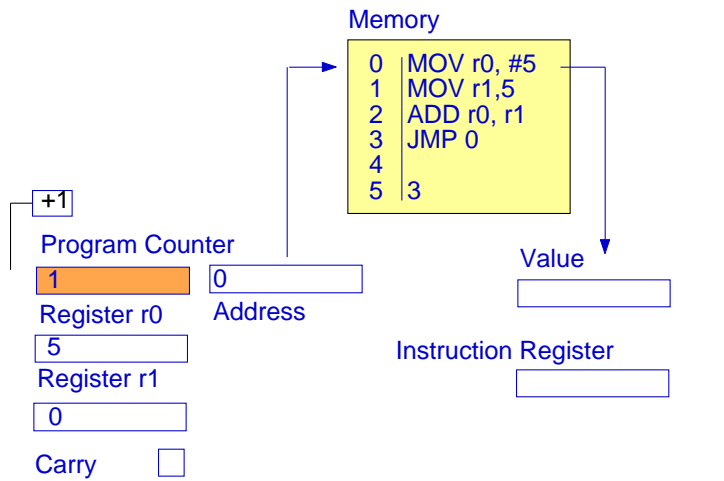 Memory
0 MOV r0, #5
1 MOV r1,5
2 ADD r0, r1
3 JMP 0
4
5 3
+1
Program Counter
1
0
Address
Value
Register r0
5
Instruction Register
Register r1
0
Carry